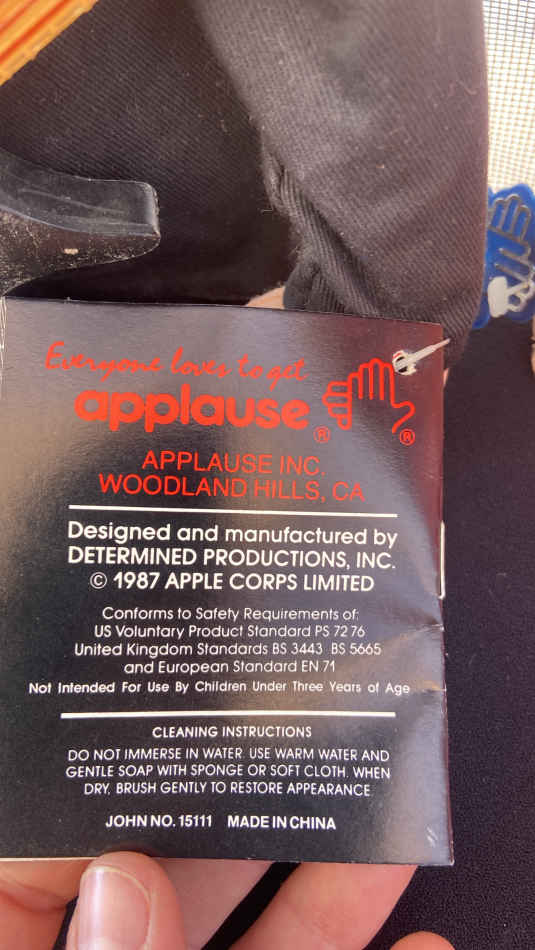 Everyone loves to get
applause ® ®
APPLAUSE INC.
WOODLAND HILLS, CA
Designed and manufactured by
DETERMINED PRODUCTIONS, INC.
© 1987 APPLE CORPS LIMITED
Conforms to Safety Requirements of:
US Voluntary Product Standard PS 72 76
United Kingdom Standards BS 3443 BS 5665
and European Standard EN 71
Not Intended For Use By Children Under Three Years of Age
CLEANING INSTRUCTIONS
DO NOT IMMERSE IN WATER. USE WARM WATER AND
GENTLE SOAP WITH SPONGE OR SOFT CLOTH. WHEN
DRY, BRUSH GENTLY TO RESTORE APPEARANCE.
JOHN NO. 15111 MADE IN CHINA